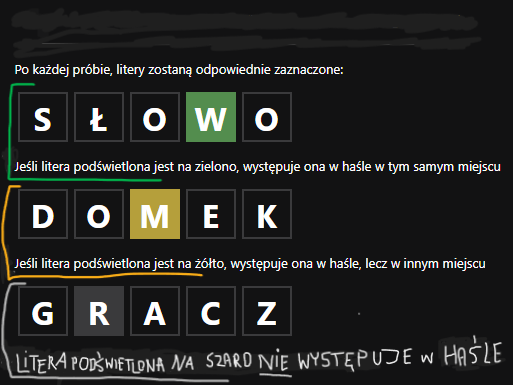 Po każdej próbie, litery zostaną odpowiednie zaznaczone:
S Ł O W O
Jeśli litera podświetlona jest na zielono, występuje ona w haśle w tym samym miejscu
D O M E K
Jeśli litera podświetlona jest na żółto, występuje ona w haśle, lecz w innym miejscu
G R A C Z
LITERA PODŚWIETLONA NA SZARO NIE WYSTĘPUJE W HAŚLE